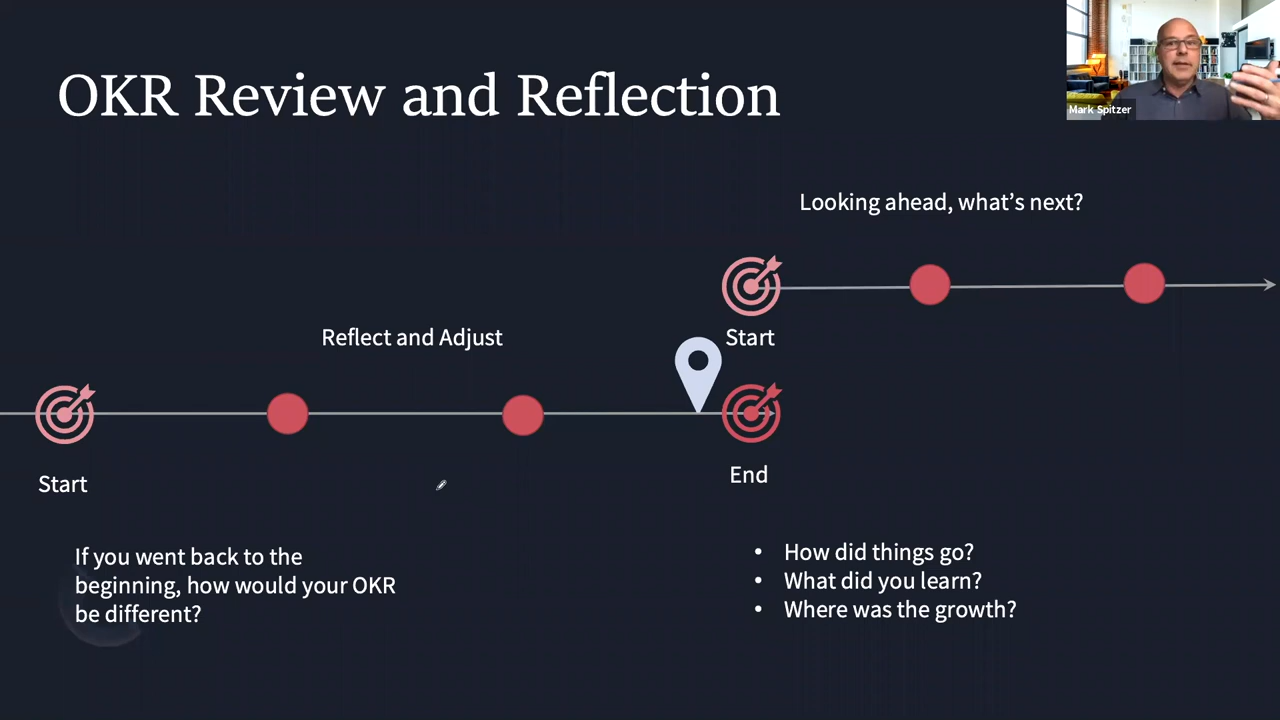 OKR Review and Reflection
Mark Spitzer
Looking ahead, what’s next?
Start
Reflect and Adjust
Start
End
If you went back to the
beginning, how would your OKR
be different?
• How did things go?
• What did you learn?
• Where was the growth?